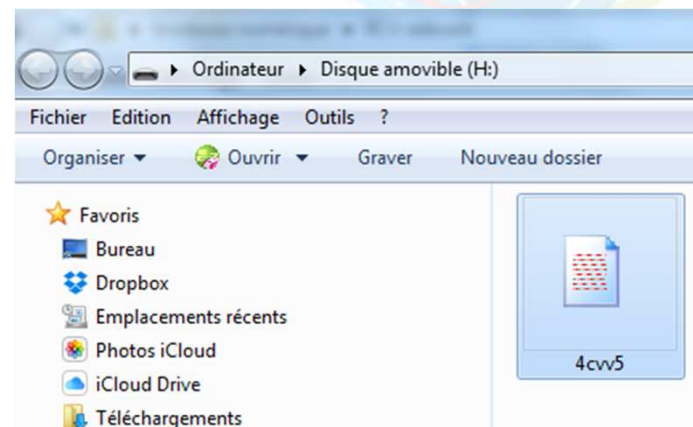 Ordinateur ▸ Disque amovible (H:)
Fichier Edition Affichage Outils ?
Organiser Ouvrir Graver Nouveau dossier
Favoris
Bureau
Dropbox
Emplacements récents
Photos iCloud
iCloud Drive
Téléchargements
4cvv5